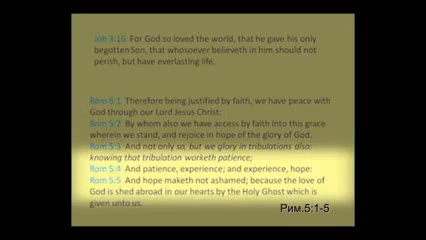 Joh 3:16 For God so loved the world, that he gave his only
begotten Son, that whosoever believeth in him should not
perish, but have everlasting life.
Rom 5:1 Therefore being justified by faith, we have peace with
God through our Lord Jesus Christ:
Rom 5:2 By whom also we have access by faith into this grace
wherein we stand, and rejoice in hope of the glory of God.
Rom 5:3 And not only so, but we glory in tribulations also:
knowing that tribulation worketh patience;
Rom 5:4 And patience, experience; and experience, hope:
Rom 5:5 And hope maketh not ashamed; because the love of
God is shed abroad in our hearts by the Holy Ghost which is
given unto us.
Рим.5:1-5